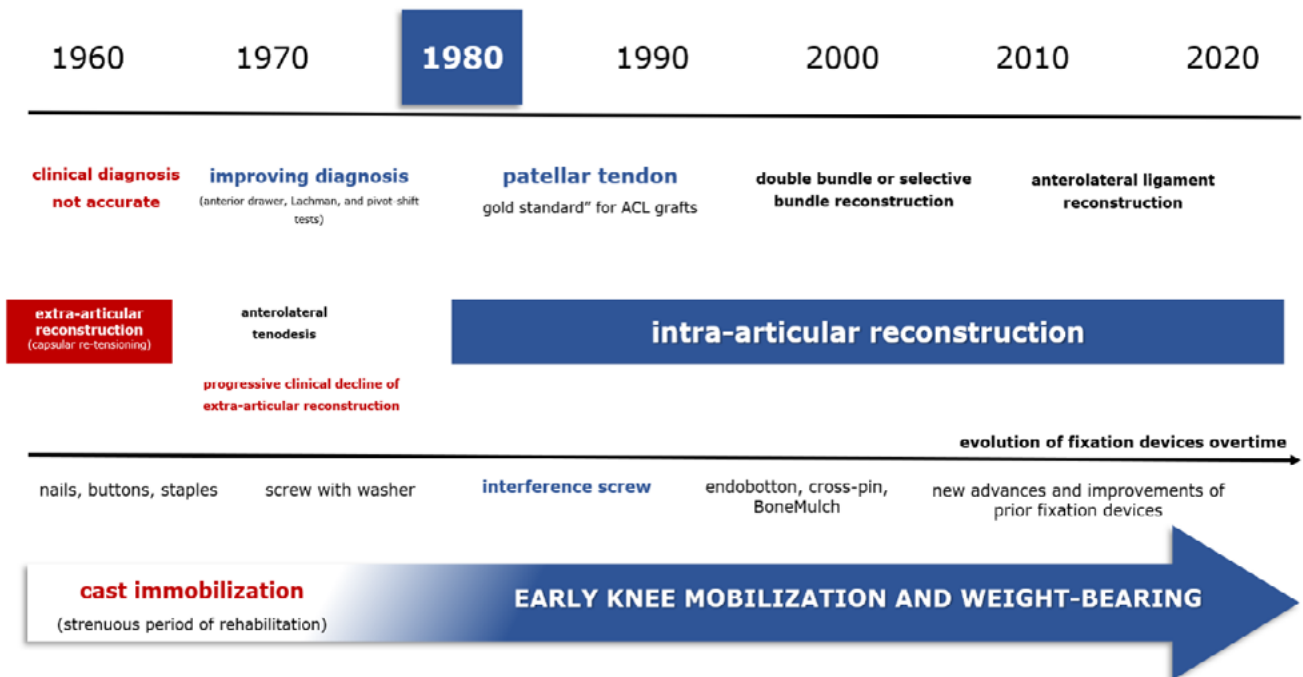 1960 1970 1980 1990 2000 2010 2020
clinical diagnosis
not accurate
improving diagnosis
(anterior drawer, Lachman, and pivot-shift
tests)
patellar tendon
gold standard” for ACL grafts
double bundle or selective
bundle reconstruction
anterolateral ligament
reconstruction
extra-articular
reconstruction
(capsular re-tensioning)
anterolateral
tenodesis
progressive clinical decline of
extra-articular reconstruction
intra-articular reconstruction
evolution of fixation devices overtime
nails, buttons, staples
screw with washer
interference screw
endobotton, cross-pin,
BoneMulch
new advances and improvements of
prior fixation devices
cast immobilization
(strenuous period of rehabilitation)
EARLY KNEE MOBILIZATION AND WEIGHT-BEARING